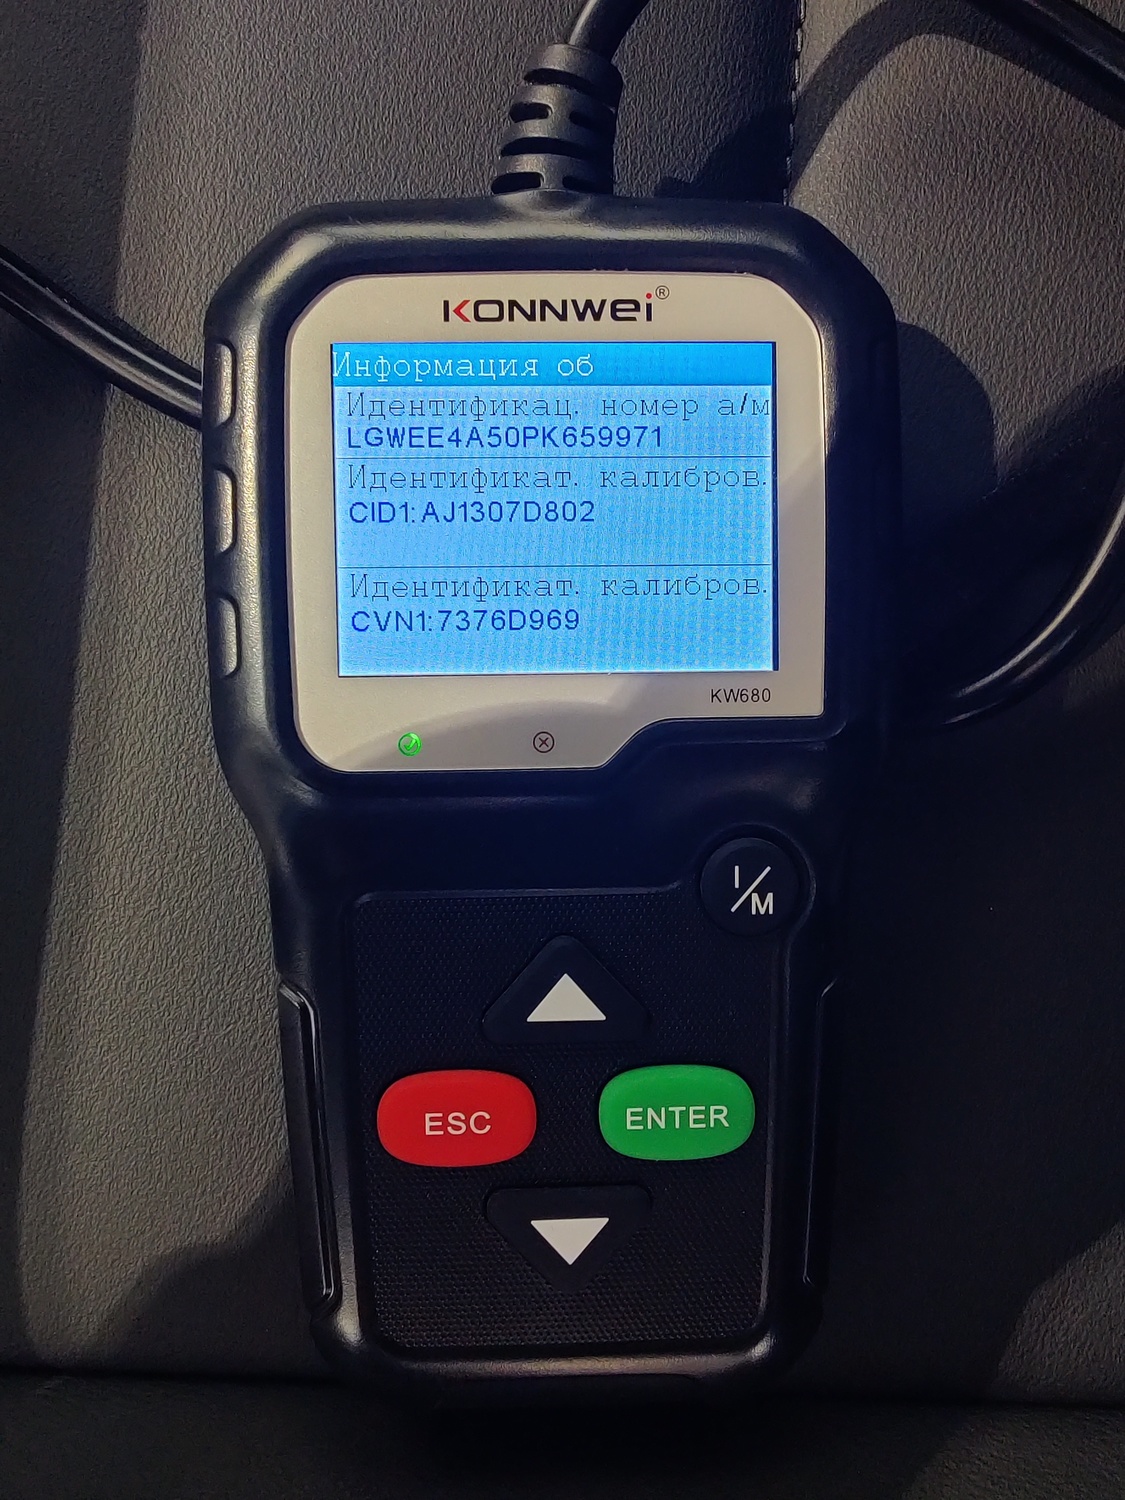 KONNWEI®
Информация об
Идентификац. номер а/м
LGWEE4A50PK659971
Идентификат. калибров.
CID1:AJ1307D802
Идентификат. калибров.
CVN1:7376D969
KW680
I/M
ESC
ENTER